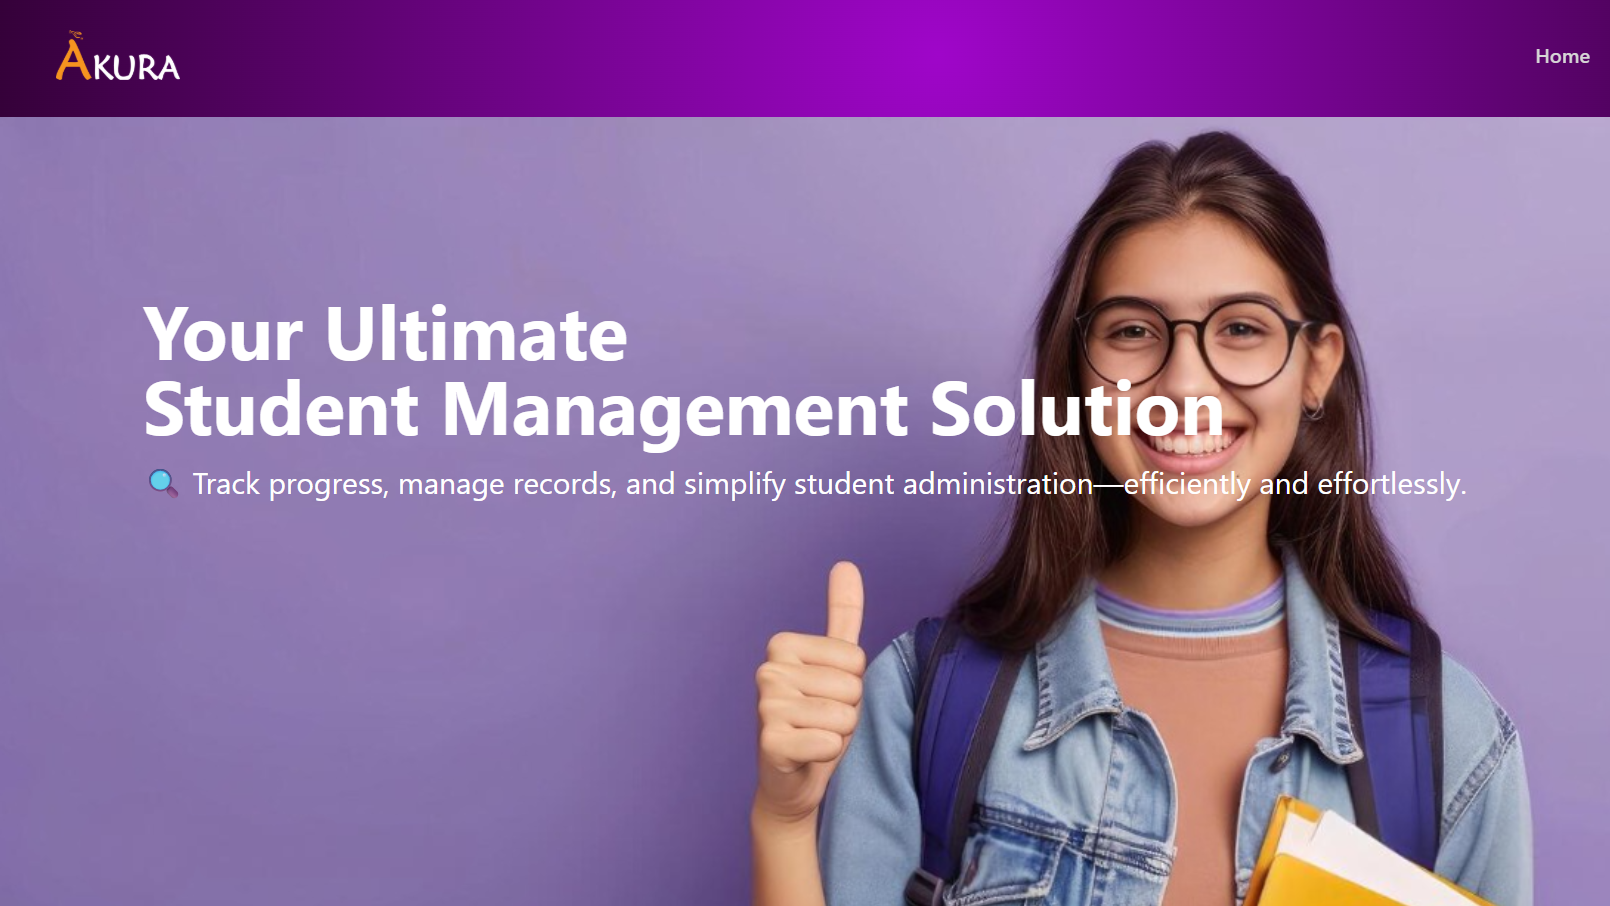 AKURA
Home
Your Ultimate
Student Management Solution
🔍 Track progress, manage records, and simplify student administration—efficiently and effortlessly.